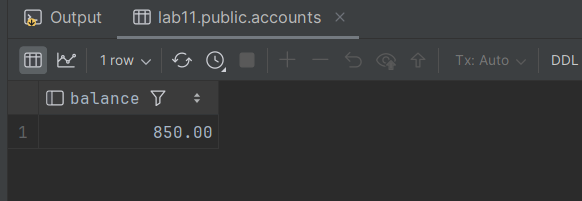 Output lab11.public.accounts
1 row Tx: Auto DDL
balance
1 850.00